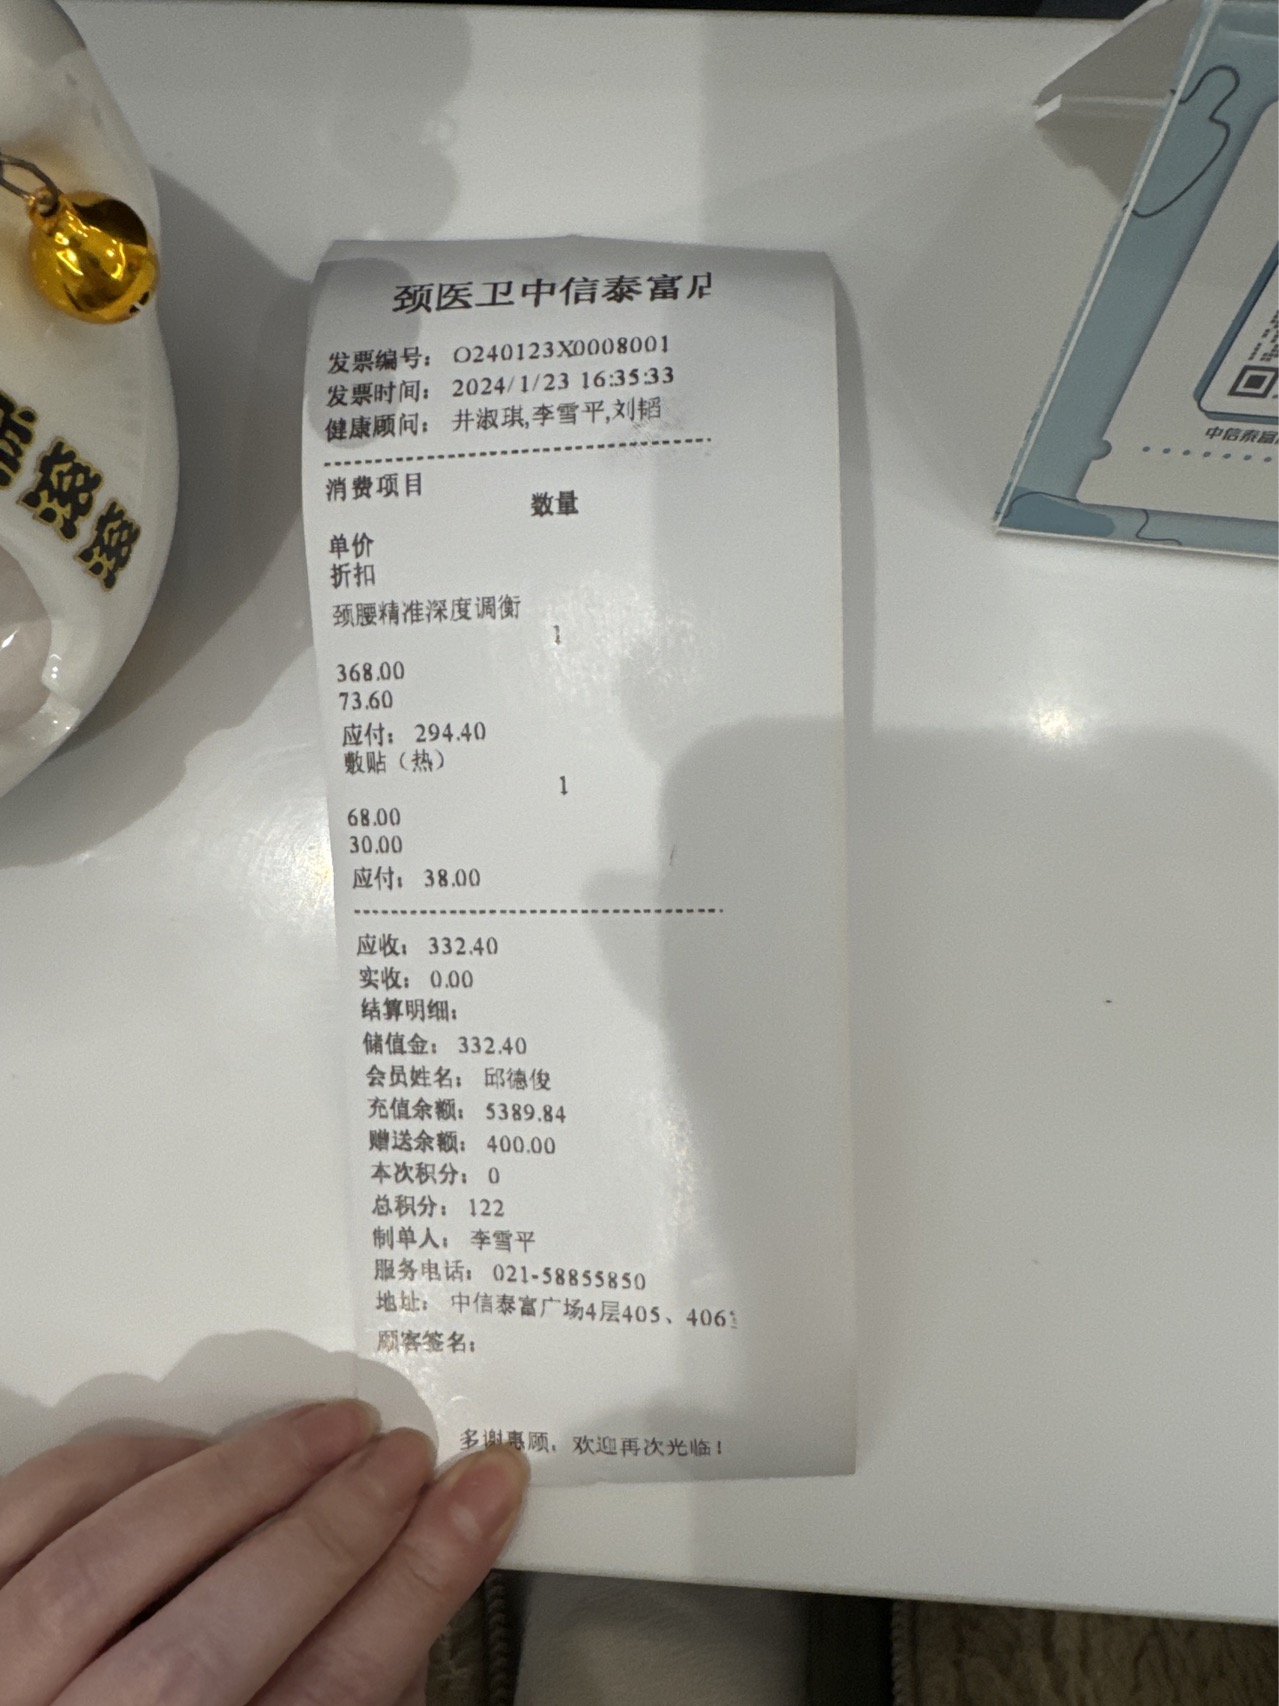 颈医卫中信泰富店
发票编号： O240123X0008001
发票时间： 2024/1/23 16:35:33
健康顾问： 井淑琪,李雪平,刘韬
消费项目
数量
单价
折扣
颈腰精准深度调衡
1
368.00
73.60
应付： 294.40
敷贴（热）
1
68.00
30.00
应付： 38.00
应收： 332.40
实收： 0.00
结算明细：
储值金： 332.40
会员姓名： 邱德俊
充值余额： 5389.84
赠送余额： 400.00
本次积分： 0
总积分： 122
制单人： 李雪平
服务电话： 021-58855850
地址： 中信泰富广场4层405、406
顾客签名：
多谢惠顾，欢迎再次光临！
滚滚
中信泰富